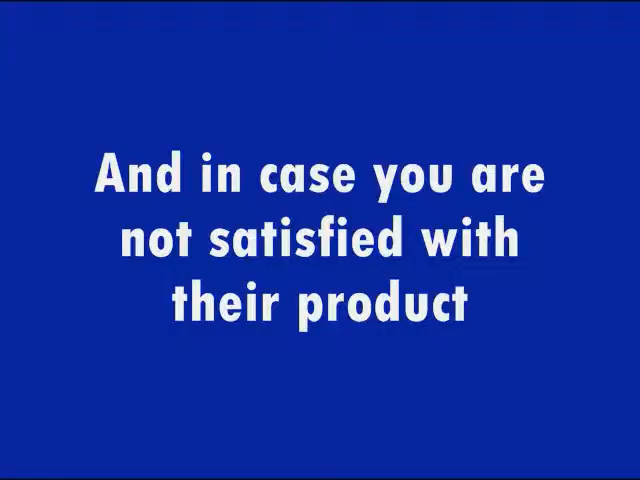 And in case you are
not satisfied with
their product